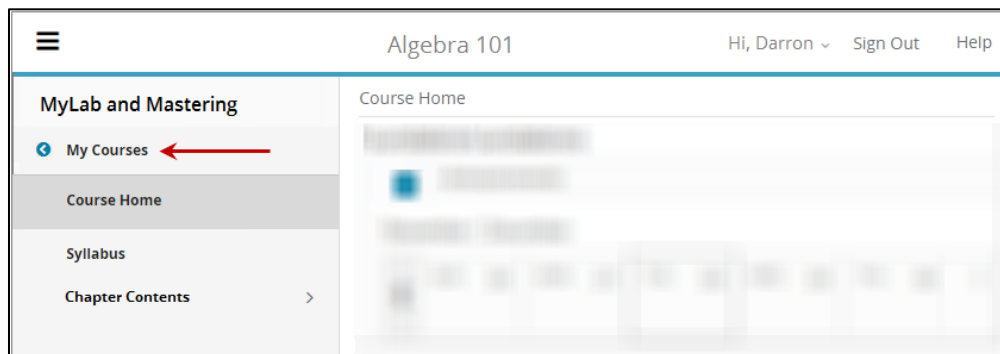 Algebra 101
Hi, Darron
Sign Out
Help
MyLab and Mastering
My Courses
Course Home
Syllabus
Chapter Contents
Course Home